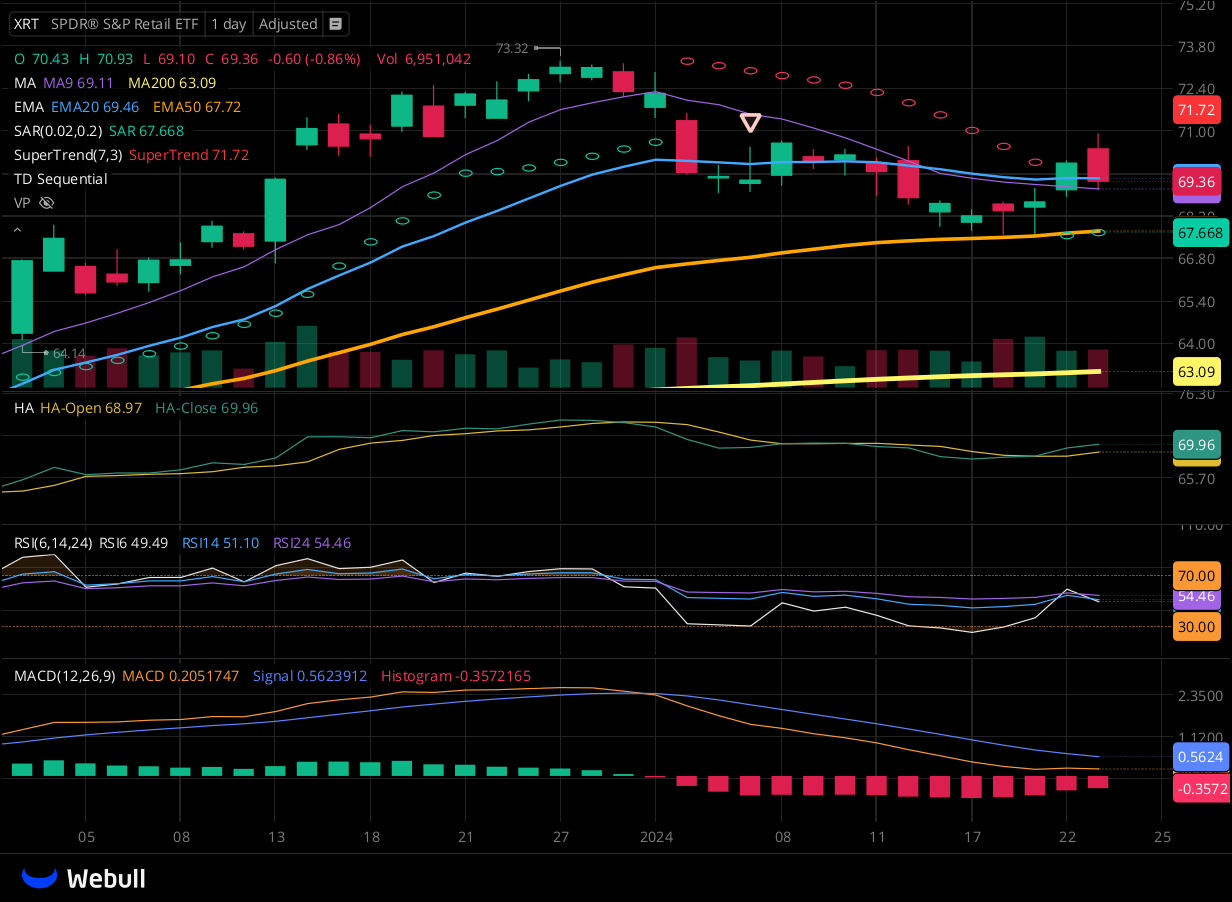 75.20
XRT SPDR® S&P Retail ETF 1 day Adjusted
73.32
73.80
O 70.43 H 70.93 L 69.10 C 69.36 -0.60 (-0.86%) Vol 6,951,042
MA MA9 69.11 MA200 63.09
72.40
EMA EMA20 69.46 EMA50 67.72
71.72
SAR(0.02,0.2) SAR 67.668
71.00
SuperTrend(7,3) SuperTrend 71.72
TD Sequential
69.36
VP
68.20
67.668
66.80
65.40
64.00
64.14
63.09
76.30
HA HA-Open 68.97 HA-Close 69.96
69.96
65.70
110.00
RSI(6,14,24) RSI6 49.49 RSI14 51.10 RSI24 54.46
70.00
54.46
30.00
MACD(12,26,9) MACD 0.2051747 Signal 0.5623912 Histogram -0.3572165
2.3500
1.1200
0.5624
-0.3572
05 08 13 18 21 27 2024 08 11 17 22 25
Webull